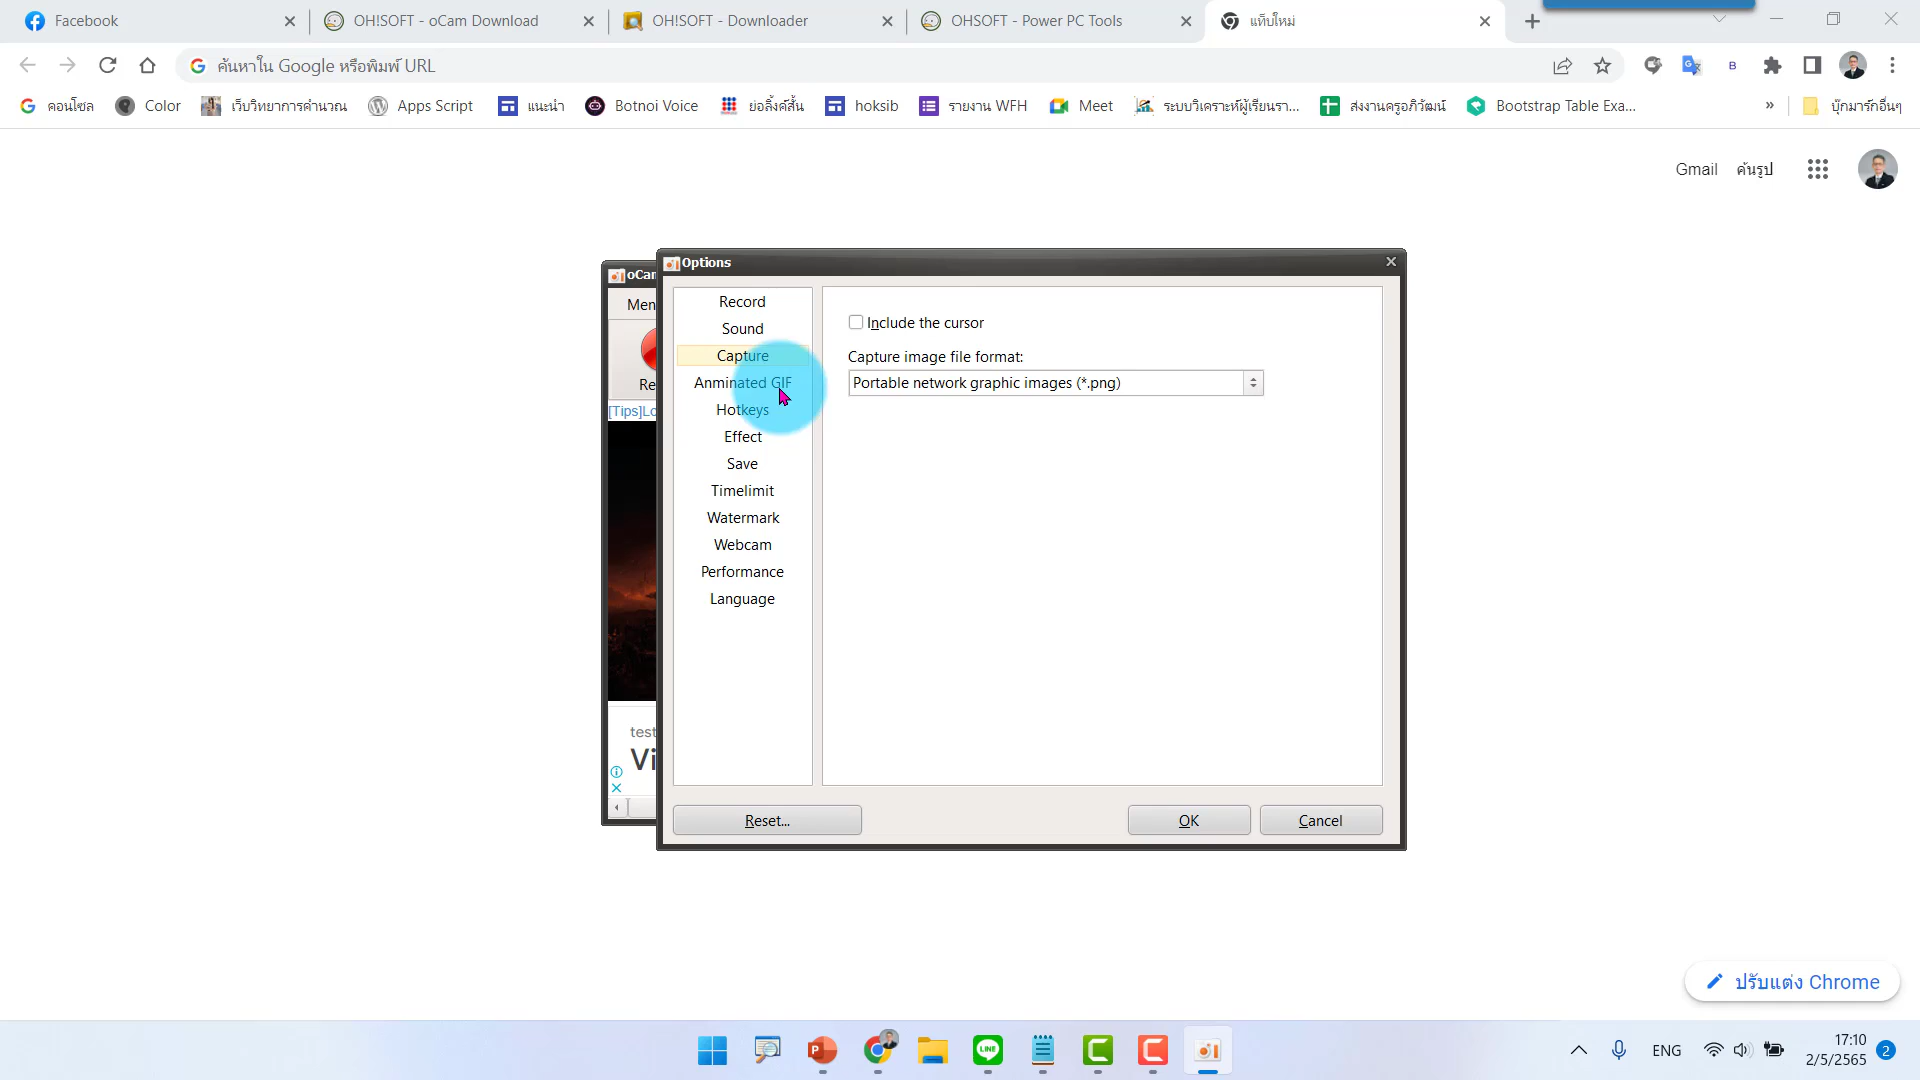 Facebook
OH!SOFT - oCam Download
OH!SOFT - Downloader
OHSOFT - Power PC Tools
แท็บใหม่
ค้นหาใน Google หรือพิมพ์ URL
คอนโซล
Color
เว็บวิทยาการคำนวณ
Apps Script
แนะนำ
Botnoi Voice
ย่อลิ้งค์สั้น
hoksib
รายงาน WFH
Meet
ระบบวิเคราะห์ผู้เรียนรา...
ส่งงานครูอภิวัฒน์
Bootstrap Table Exa...
»
บุ๊กมาร์กอื่นๆ
Gmail
ค้นรูป
oCam
Men
Re
[Tips]Lo
test
Vi
Options
Record
Sound
Capture
Anminated GIF
Hotkeys
Effect
Save
Timelimit
Watermark
Webcam
Performance
Language
Include the cursor
Capture image file format:
Portable network graphic images (*.png)
Reset...
OK
Cancel
ปรับแต่ง Chrome
ENG
17:10
2/5/2565
2